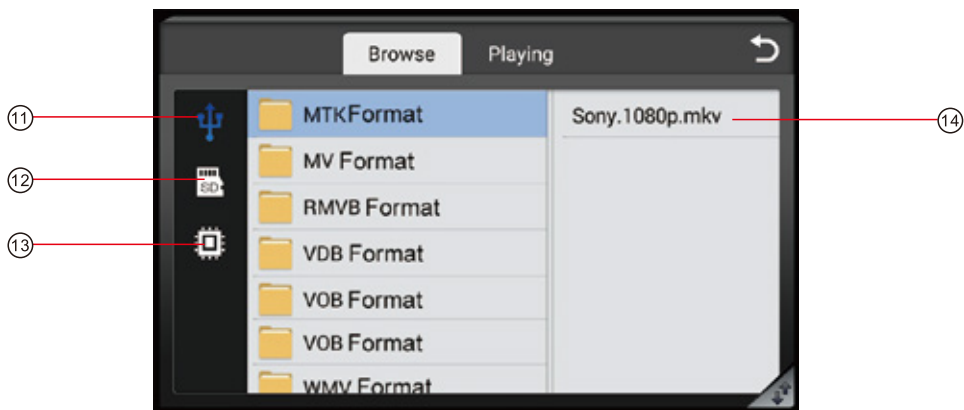 Browse Playing
⑪ MTKFormat Sony.1080p.mkv ⑭
MV Format
⑫ SD
RMVB Format
⑬ VDB Format
VOB Format
VOB Format
WMV Format